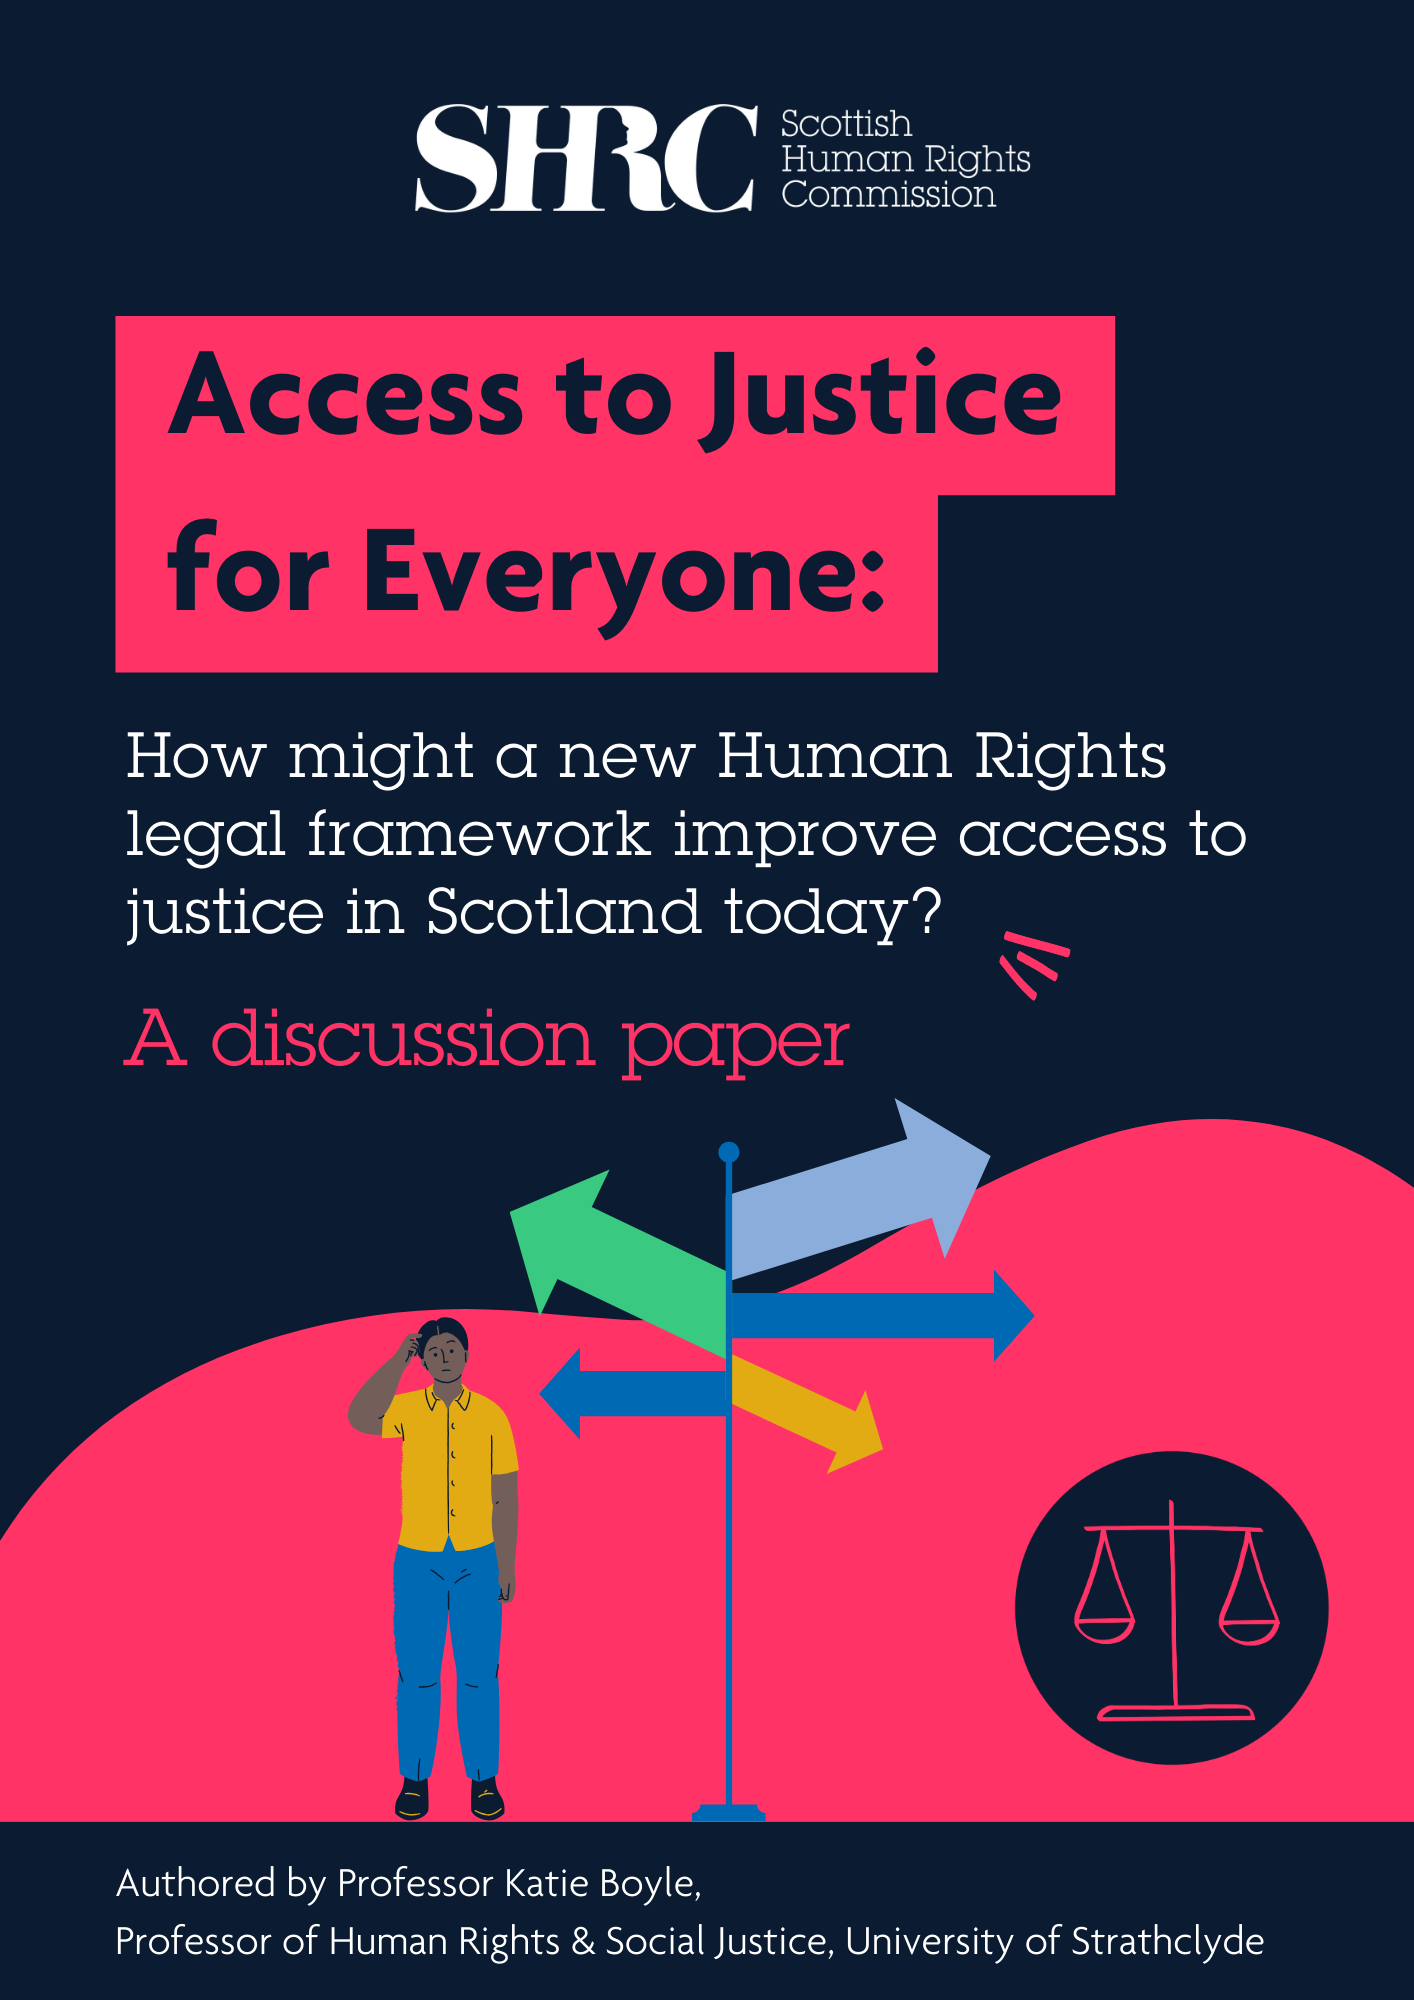 SHRC
Scottish
Human Rights
Commission
Access to Justice
for Everyone:
How might a new Human Rights
legal framework improve access to
justice in Scotland today?
A discussion paper
Authored by Professor Katie Boyle,
Professor of Human Rights & Social Justice, University of Strathclyde